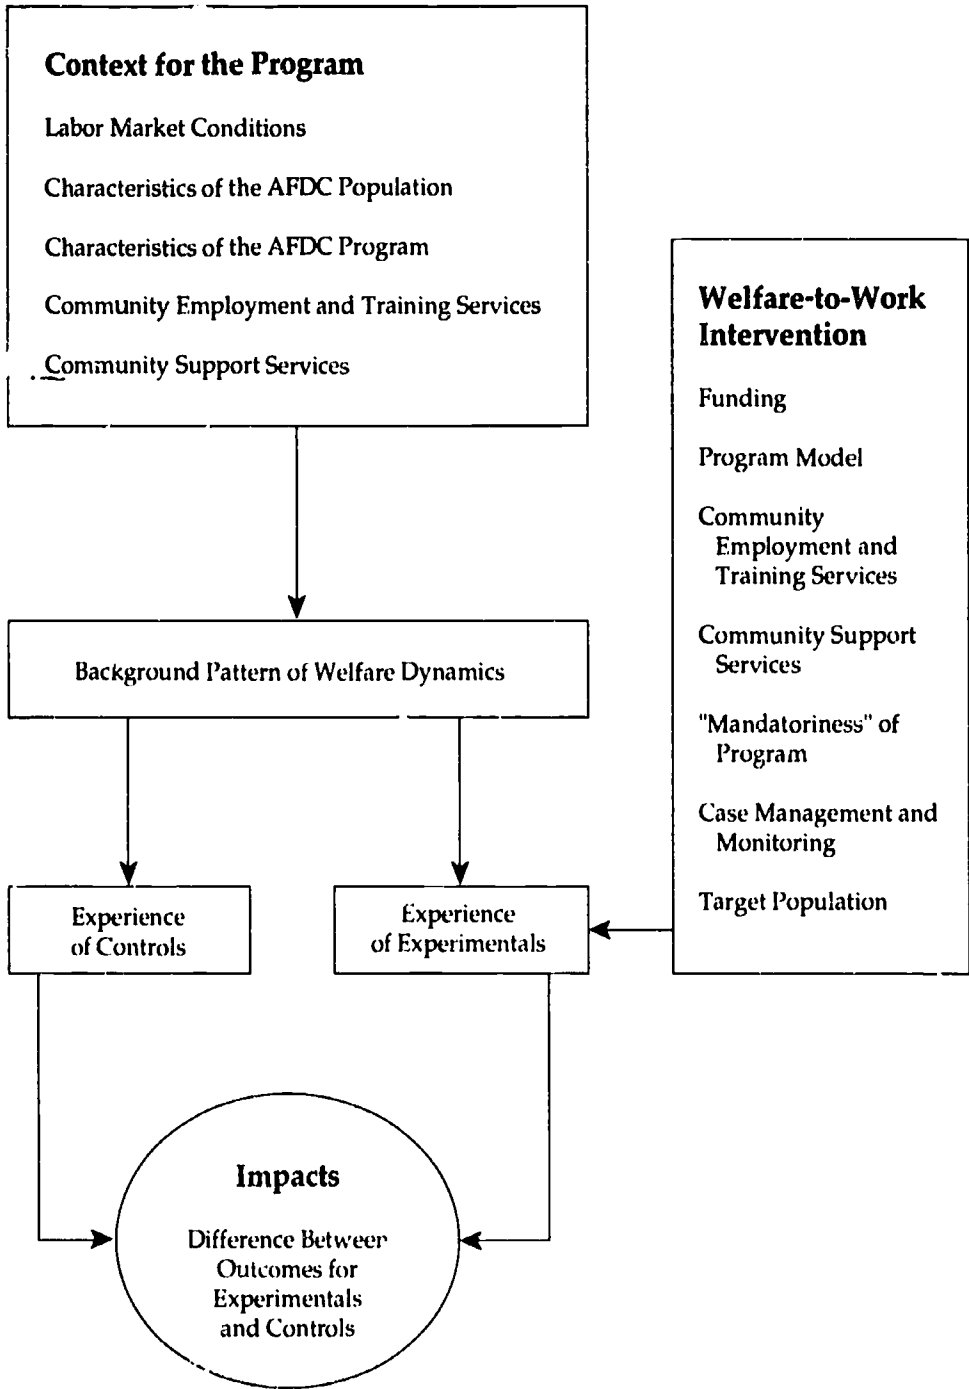 Context for the Program
Labor Market Conditions
Characteristics of the AFDC Population
Characteristics of the AFDC Program
Community Employment and Training Services
Community Support Services
Welfare-to-Work
Intervention
Funding
Program Model
Community
Employment and
Training Services
Community Support
Services
"Mandatoriness" of
Program
Case Management and
Monitoring
Target Population
Background Pattern of Welfare Dynamics
Experience
of Controls
Experience
of Experimentals
Impacts
Difference Between
Outcomes for
Experimentals
and Controls